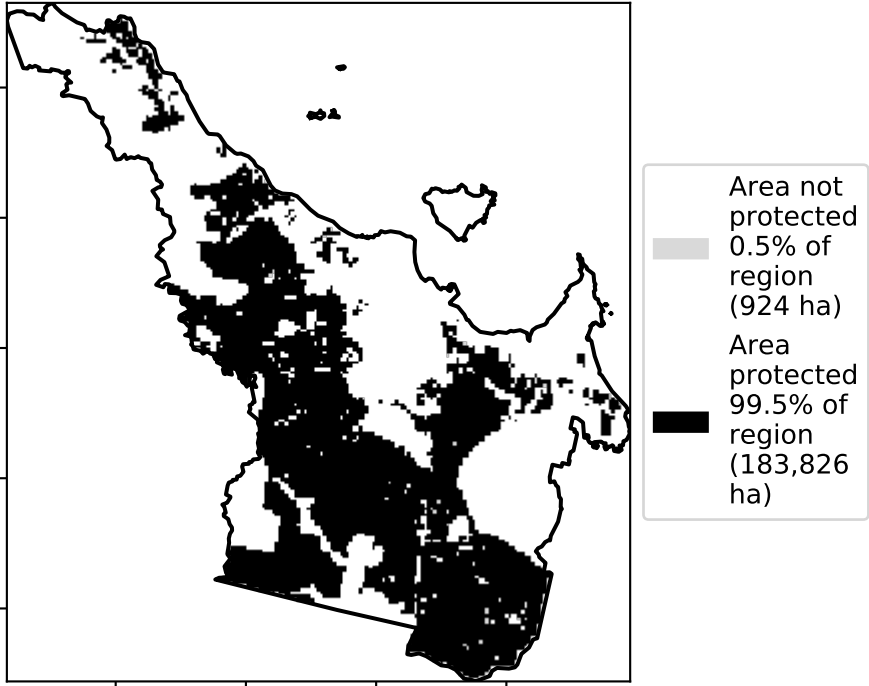 Area not
protected
0.5% of
region
(924 ha)
Area
protected
99.5% of
region
(183,826
ha)